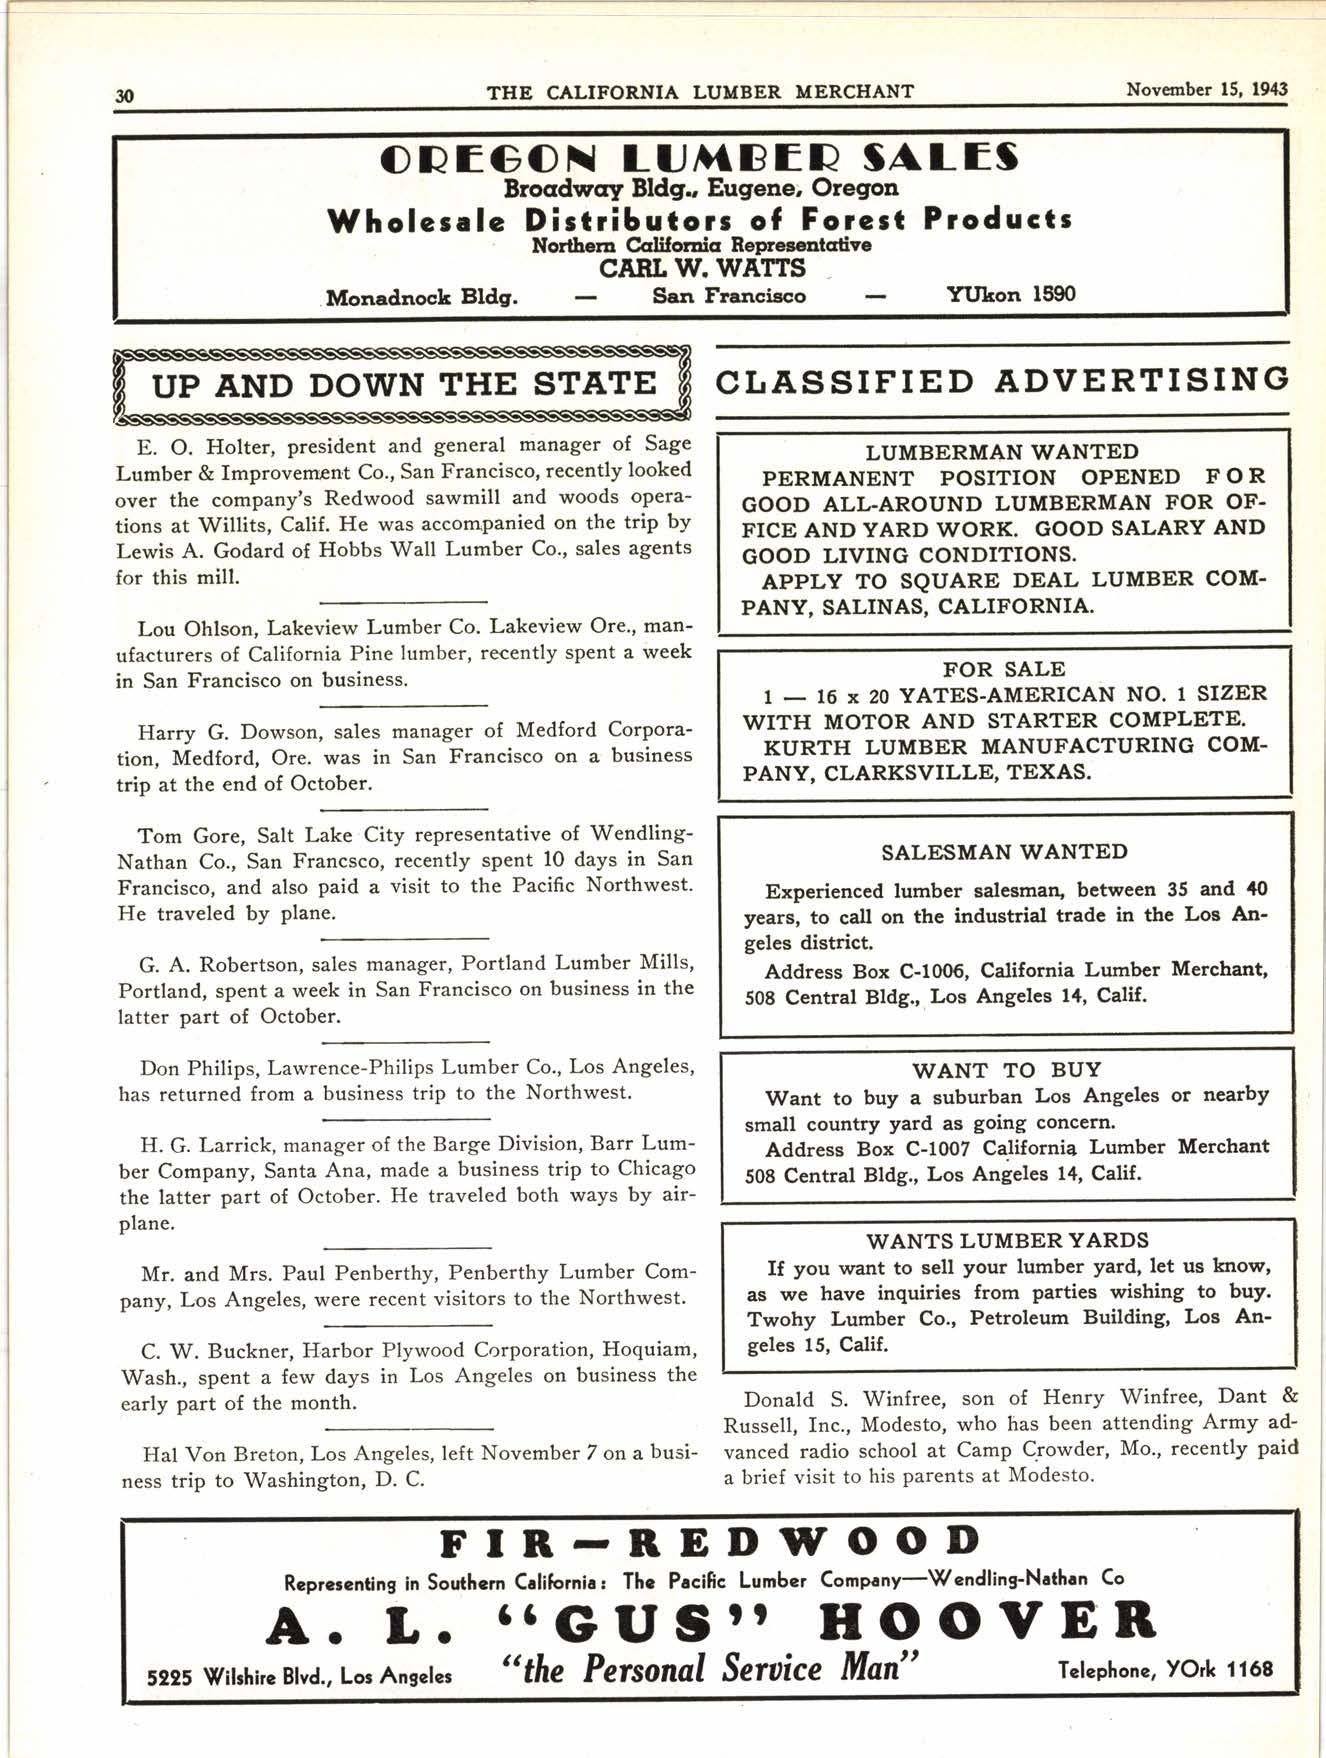 30
THE CALIFORNIA LUMBER MERCHANT
November 15, 1943
OREGON LUMBER SALES
Broadway Bldg., Eugene, Oregon
Wholesale Distributors of Forest Products
Northern California Representative
CARL W. WATTS
Monadnock Bldg. — San Francisco — YUkon 1590
UP AND DOWN THE STATE
E. O. Holter, president and general manager of Sage
Lumber & Improvement Co., San Francisco, recently looked
over the company's Redwood sawmill and woods opera-
tions at Willits, Calif. He was accompanied on the trip by
Lewis A. Godard of Hobbs Wall Lumber Co., sales agents
for this mill.
Lou Ohlson, Lakeview Lumber Co. Lakeview Ore., man-
ufacturers of California Pine lumber, recently spent a week
in San Francisco on business.
Harry G. Dowson, sales manager of Medford Corpora-
tion, Medford, Ore. was in San Francisco on a business
trip at the end of October.
Tom Gore, Salt Lake City representative of Wendling-
Nathan Co., San Francsco, recently spent 10 days in San
Francisco, and also paid a visit to the Pacific Northwest.
He traveled by plane.
G. A. Robertson, sales manager, Portland Lumber Mills,
Portland, spent a week in San Francisco on business in the
latter part of October.
Don Philips, Lawrence-Philips Lumber Co., Los Angeles,
has returned from a business trip to the Northwest.
H. G. Larrick, manager of the Barge Division, Barr Lum-
ber Company, Santa Ana, made a business trip to Chicago
the latter part of October. He traveled both ways by air-
plane.
Mr. and Mrs. Paul Penberthy, Penberthy Lumber Com-
pany, Los Angeles, were recent visitors to the Northwest.
C. W. Buckner, Harbor Plywood Corporation, Hoquiam,
Wash., spent a few days in Los Angeles on business the
early part of the month.
Hal Von Breton, Los Angeles, left November 7 on a busi-
ness trip to Washington, D. C.
CLASSIFIED ADVERTISING
LUMBERMAN WANTED
PERMANENT POSITION OPENED FOR
GOOD ALL-AROUND LUMBERMAN FOR OF-
FICE AND YARD WORK. GOOD SALARY AND
GOOD LIVING CONDITIONS.
APPLY TO SQUARE DEAL LUMBER COM-
PANY, SALINAS, CALIFORNIA.
FOR SALE
1 — 16 x 20 YATES-AMERICAN NO. 1 SIZER
WITH MOTOR AND STARTER COMPLETE.
KURTH LUMBER MANUFACTURING COM-
PANY, CLARKSVILLE, TEXAS.
SALESMAN WANTED
Experienced lumber salesman, between 35 and 40
years, to call on the industrial trade in the Los An-
geles district.
Address Box C-1006, California Lumber Merchant,
508 Central Bldg., Los Angeles 14, Calif.
WANT TO BUY
Want to buy a suburban Los Angeles or nearby
small country yard as going concern.
Address Box C-1007 California Lumber Merchant
508 Central Bldg., Los Angeles 14, Calif.
WANTS LUMBER YARDS
If you want to sell your lumber yard, let us know,
as we have inquiries from parties wishing to buy.
Twohy Lumber Co., Petroleum Building, Los An-
geles 15, Calif.
Donald S. Winfree, son of Henry Winfree, Dant &
Russell, Inc., Modesto, who has been attending Army ad-
vanced radio school at Camp Crowder, Mo., recently paid
a brief visit to his parents at Modesto.
FIR—REDWOOD
Representing in Southern California: The Pacific Lumber Company—Wendling-Nathan Co
A. L. "GUS" HOOVER
5225 Wilshire Blvd., Los Angeles
"the Personal Service Man"
Telephone, YOrk 1168